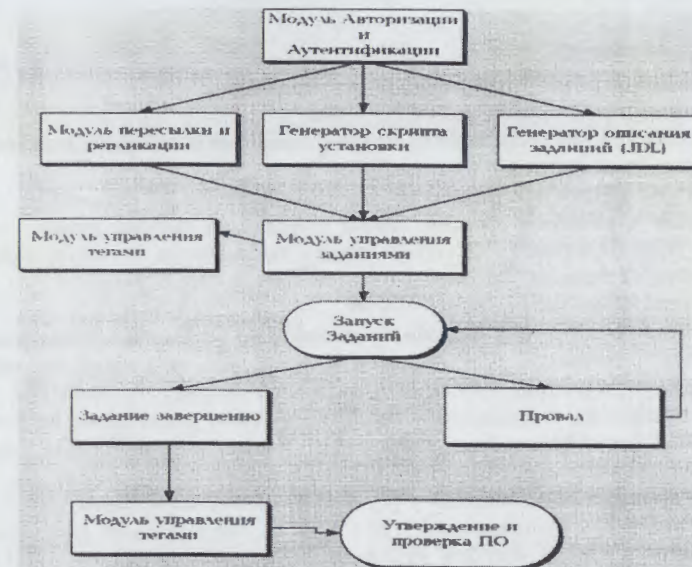 Модуль Авторизации
и
Аутентификации
Модуль пересылки и
репликации
Генератор скрипта
установки
Генератор описания
заданий (JDL)
Модуль управления
тегами
Модуль управления
заданиями
Запуск
Заданий
Задание завершенно
Провал
Модуль управления
тегами
Утверждение и
проверка ПО